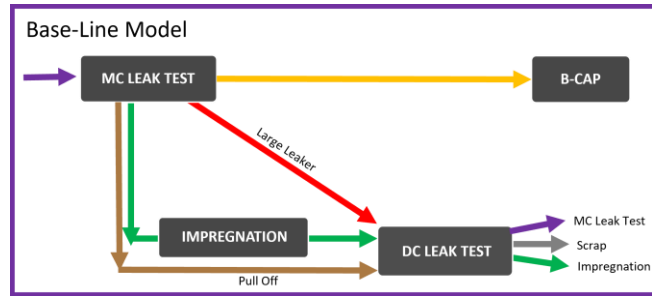 Base-Line Model
MC LEAK TEST
B-CAP
Large Leaker
IMPREGNATION
DC LEAK TEST
MC Leak Test
Scrap
Impregnation
Pull Off